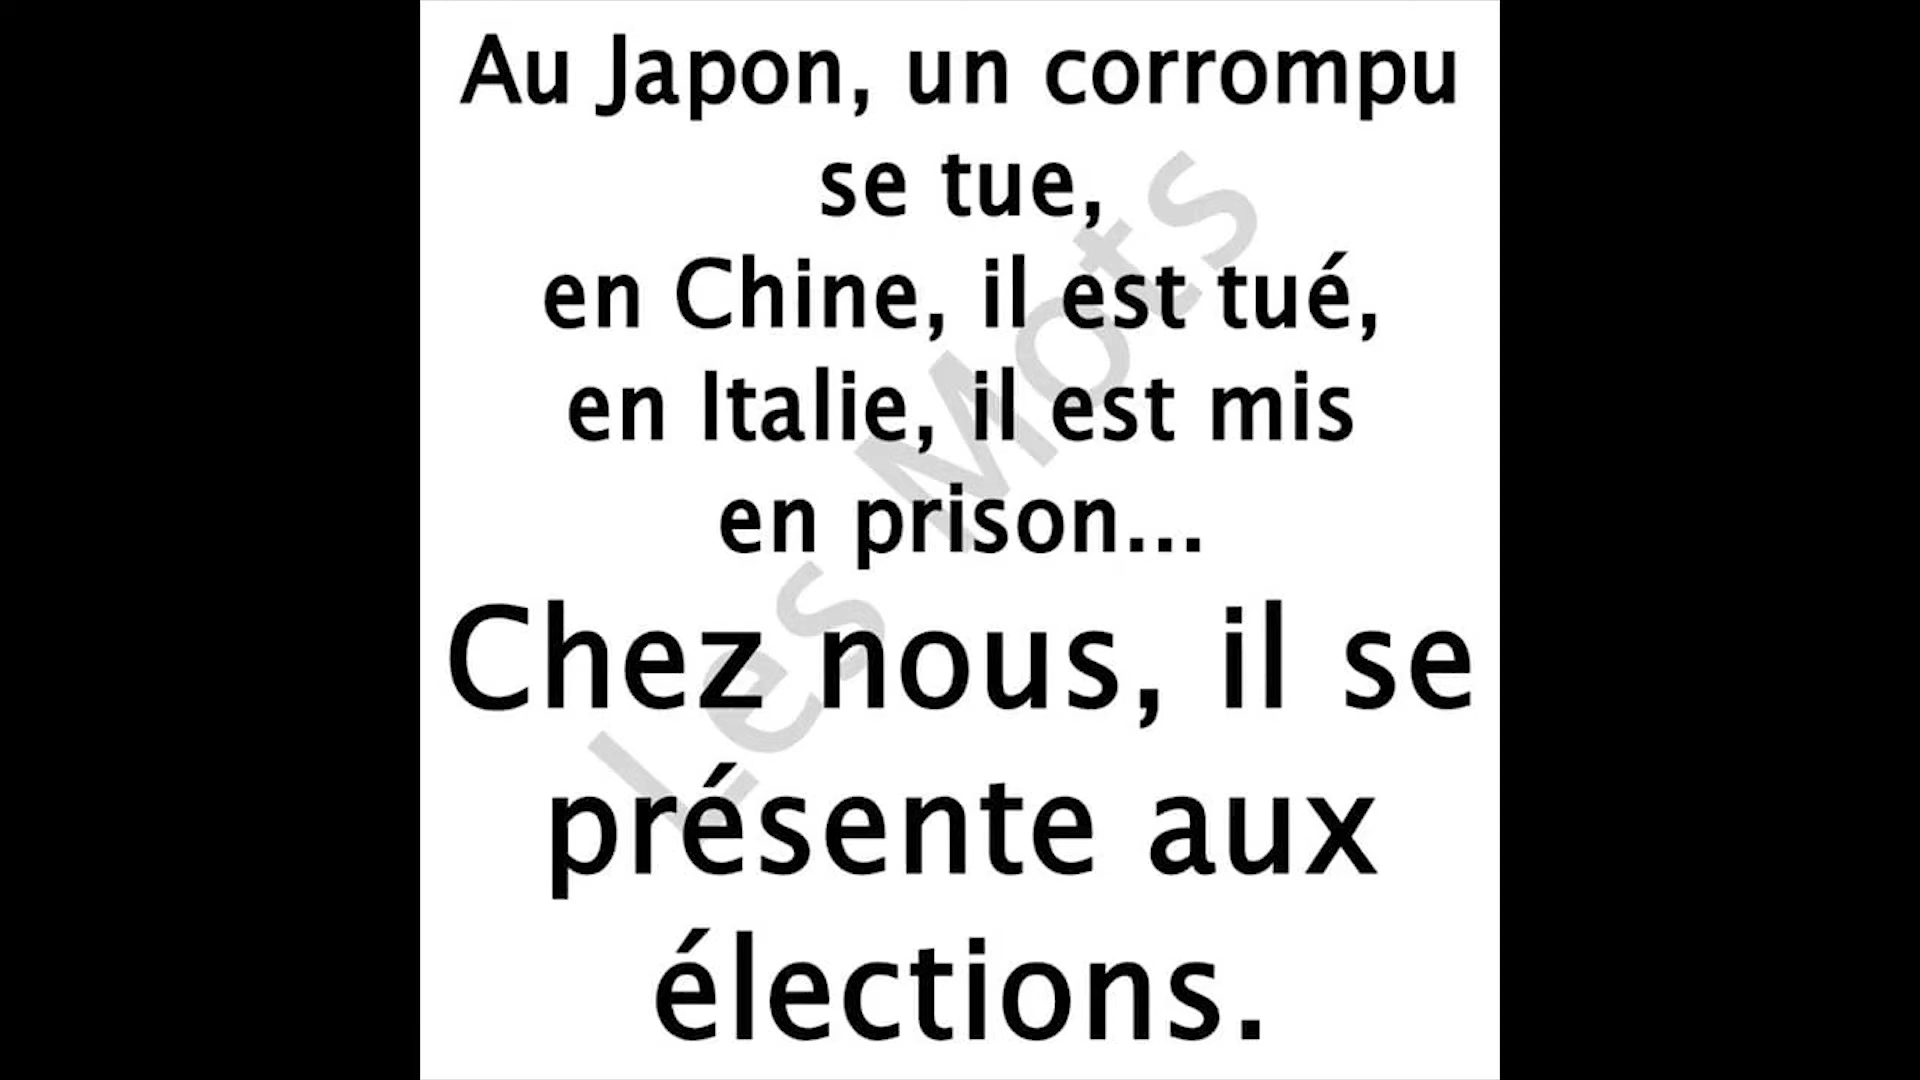 Au Japon, un corrompu
se tue,
en Chine, il est tué,
en Italie, il est mis
en prison...
Chez nous, il se
présente aux
élections.
Les Mots